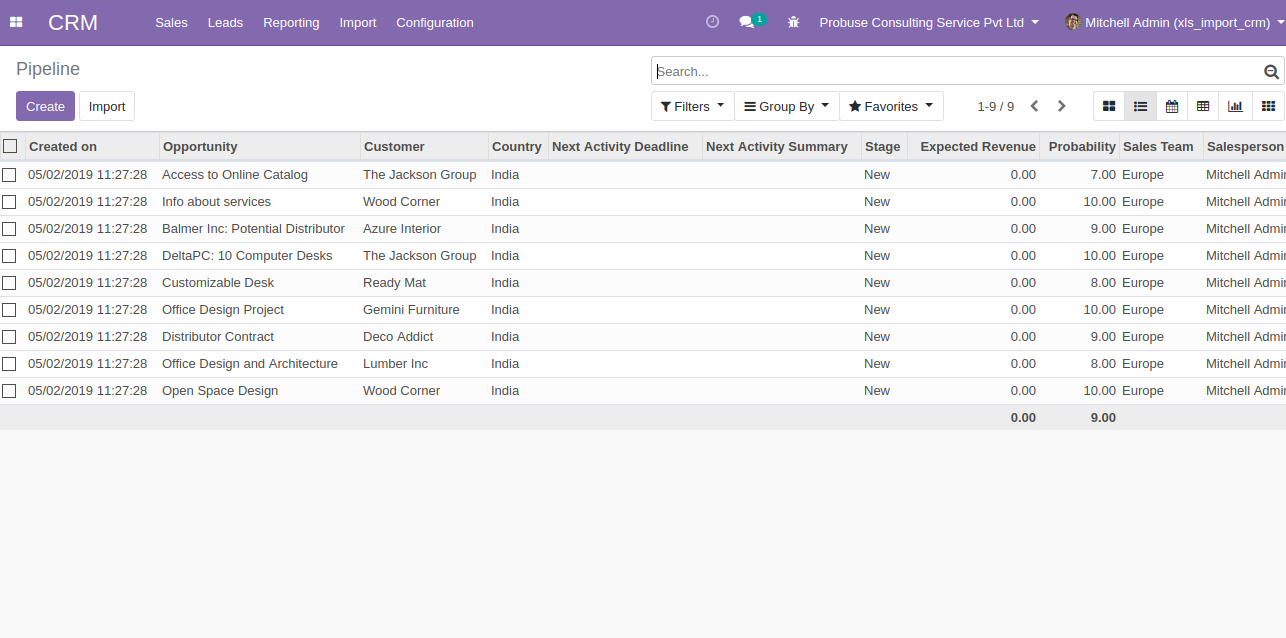 CRM Sales Leads Reporting Import Configuration 1 Probuse Consulting Service Pvt Ltd Mitchell Admin (xls_import_crm)
Pipeline
Search...
Create Import Filters Group By Favorites 1-9 / 9
Created on Opportunity Customer Country Next Activity Deadline Next Activity Summary Stage Expected Revenue Probability Sales Team Salesperson
05/02/2019 11:27:28 Access to Online Catalog The Jackson Group India New 0.00 7.00 Europe Mitchell Admin
05/02/2019 11:27:28 Info about services Wood Corner India New 0.00 10.00 Europe Mitchell Admin
05/02/2019 11:27:28 Balmer Inc: Potential Distributor Azure Interior India New 0.00 9.00 Europe Mitchell Admin
05/02/2019 11:27:28 DeltaPC: 10 Computer Desks The Jackson Group India New 0.00 10.00 Europe Mitchell Admin
05/02/2019 11:27:28 Customizable Desk Ready Mat India New 0.00 8.00 Europe Mitchell Admin
05/02/2019 11:27:28 Office Design Project Gemini Furniture India New 0.00 10.00 Europe Mitchell Admin
05/02/2019 11:27:28 Distributor Contract Deco Addict India New 0.00 9.00 Europe Mitchell Admin
05/02/2019 11:27:28 Office Design and Architecture Lumber Inc India New 0.00 8.00 Europe Mitchell Admin
05/02/2019 11:27:28 Open Space Design Wood Corner India New 0.00 10.00 Europe Mitchell Admin
0.00 9.00